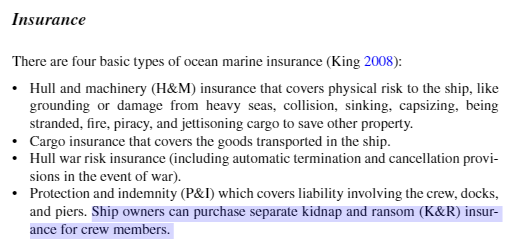 Insurance
There are four basic types of ocean marine insurance (King 2008):
• Hull and machinery (H&M) insurance that covers physical risk to the ship, like
grounding or damage from heavy seas, collision, sinking, capsizing, being
stranded, fire, piracy, and jettisoning cargo to save other property.
• Cargo insurance that covers the goods transported in the ship.
• Hull war risk insurance (including automatic termination and cancellation provi-
sions in the event of war).
• Protection and indemnity (P&I) which covers liability involving the crew, docks,
and piers. Ship owners can purchase separate kidnap and ransom (K&R) insur-
ance for crew members.